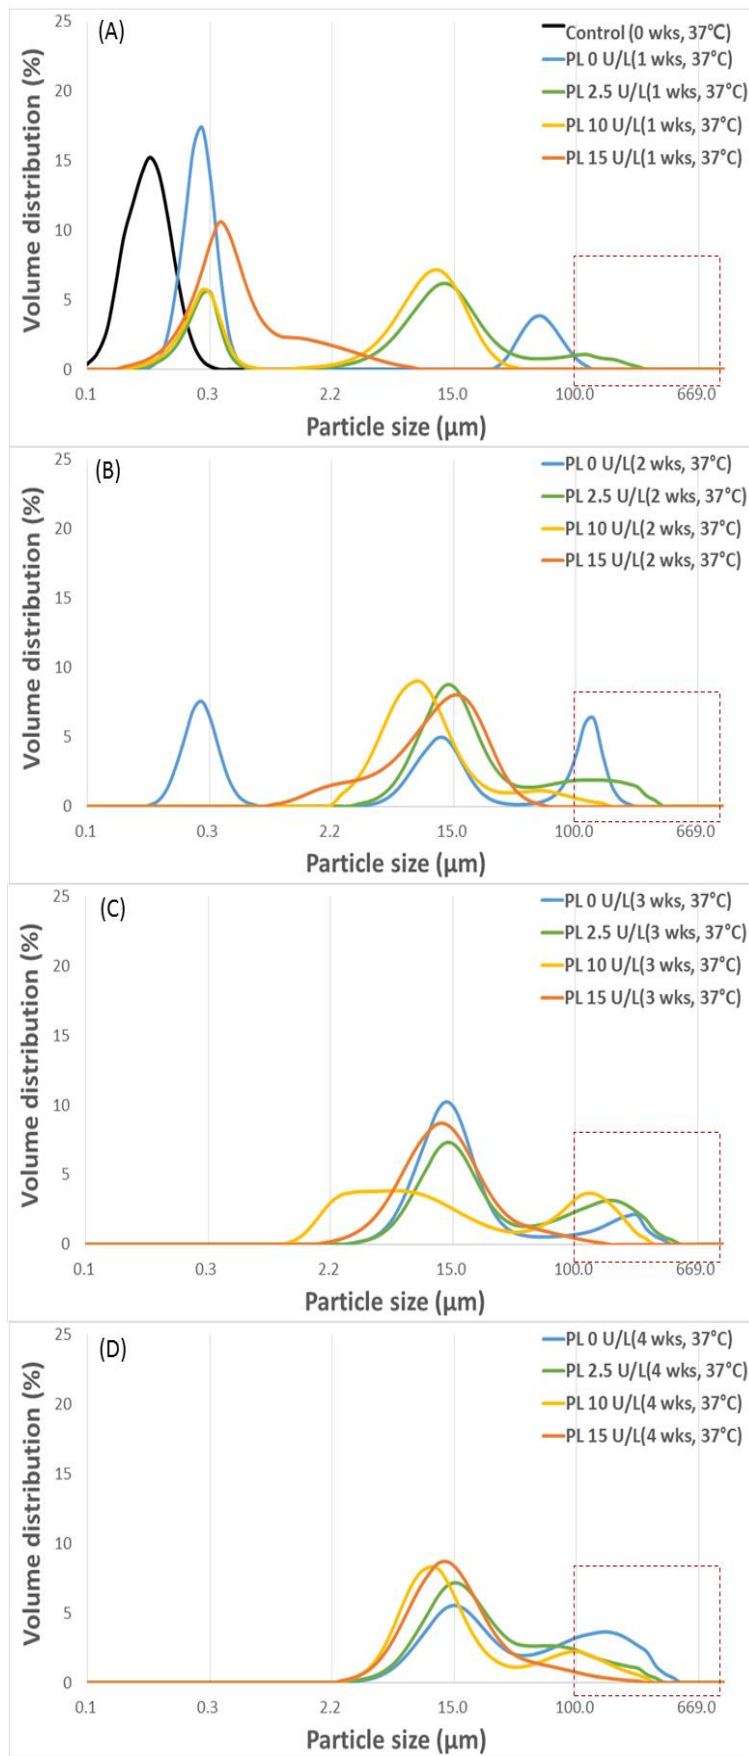 (A)
Control (0 wks, 37℃)
PL 0 U/L(1 wks, 37°C)
PL 2.5 U/L(1 wks, 37°C)
PL 10 U/L(1 wks, 37°C)
PL 15 U/L(1 wks, 37°C)
Volume distribution (%)
25
20
15
10
5
0
0.1 0.3 2.2 15.0 100.0 669.0
Particle size (µm)
(B)
PL 0 U/L(2 wks, 37°C)
PL 2.5 U/L(2 wks, 37°C)
PL 10 U/L(2 wks, 37°C)
PL 15 U/L(2 wks, 37°C)
Volume distribution (%)
25
20
15
10
5
0
0.1 0.3 2.2 15.0 100.0 669.0
Particle size (µm)
(C)
PL 0 U/L(3 wks, 37°C)
PL 2.5 U/L(3 wks, 37°C)
PL 10 U/L(3 wks, 37°C)
PL 15 U/L(3 wks, 37°C)
Volume distribution (%)
25
20
15
10
5
0
0.1 0.3 2.2 15.0 100.0 669.0
Particle size (µm)
(D)
PL 0 U/L(4 wks, 37°C)
PL 2.5 U/L(4 wks, 37°C)
PL 10 U/L(4 wks, 37°C)
PL 15 U/L(4 wks, 37°C)
Volume distribution (%)
25
20
15
10
5
0
0.1 0.3 2.2 15.0 100.0 669.0
Particle size (µm)